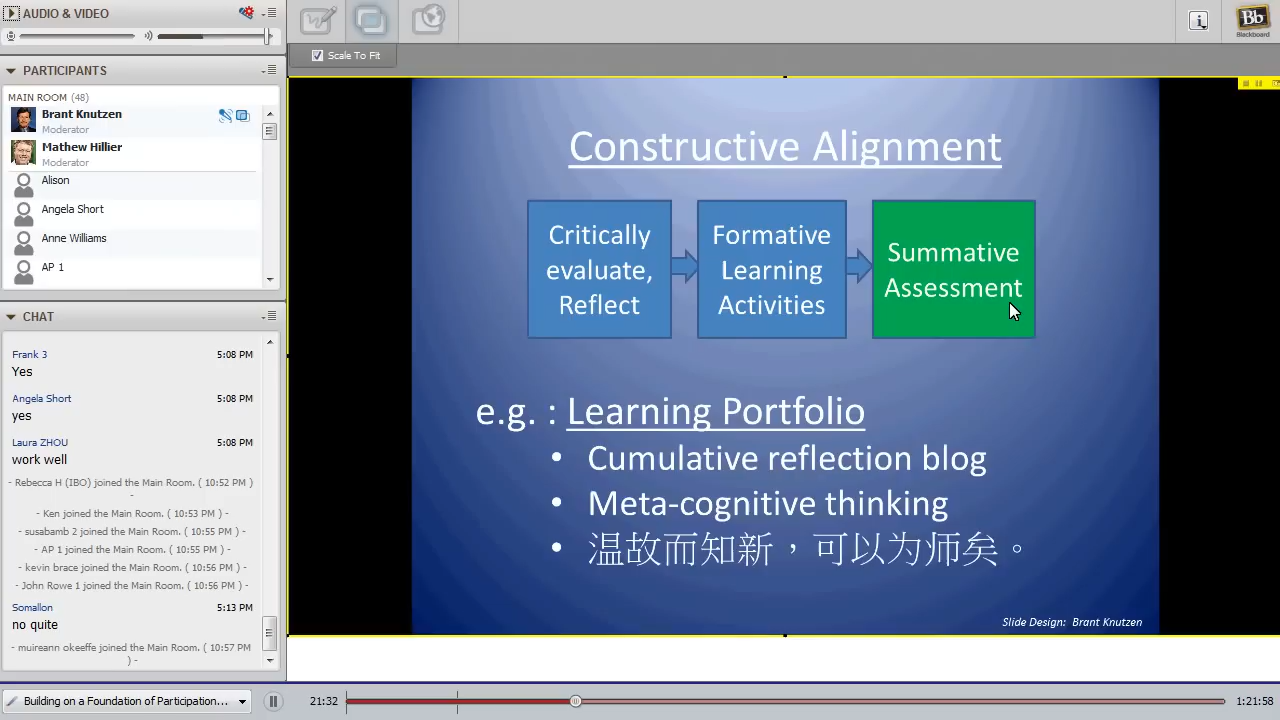 AUDIO & VIDEO
PARTICIPANTS
MAIN ROOM (48)
Brant Knutzen
Moderator
Mathew Hillier
Moderator
Alison
Angela Short
Anne Williams
AP 1
CHAT
Frank 3 5:08 PM
Yes
Angela Short 5:08 PM
yes
Laura ZHOU 5:08 PM
work well
- Rebecca H (IBO) joined the Main Room. ( 10:52 PM )
-
- Ken joined the Main Room. ( 10:53 PM ) -
- susabamb 2 joined the Main Room. ( 10:55 PM ) -
- AP 1 joined the Main Room. ( 10:55 PM ) -
- kevin brace joined the Main Room. ( 10:56 PM ) -
- John Rowe 1 joined the Main Room. ( 10:56 PM ) -
Somallon 5:13 PM
no quite
- muireann okeeffe joined the Main Room. ( 10:57 PM
) -
Building on a Foundation of Participation...
Scale To Fit
Bb
Blackboard
Constructive Alignment
Critically
evaluate,
Reflect
Formative
Learning
Activities
Summative
Assessment
e.g. : Learning Portfolio
• Cumulative reflection blog
• Meta-cognitive thinking
• 温故而知新，可以为师矣。
Slide Design: Brant Knutzen
21:32
1:21:58